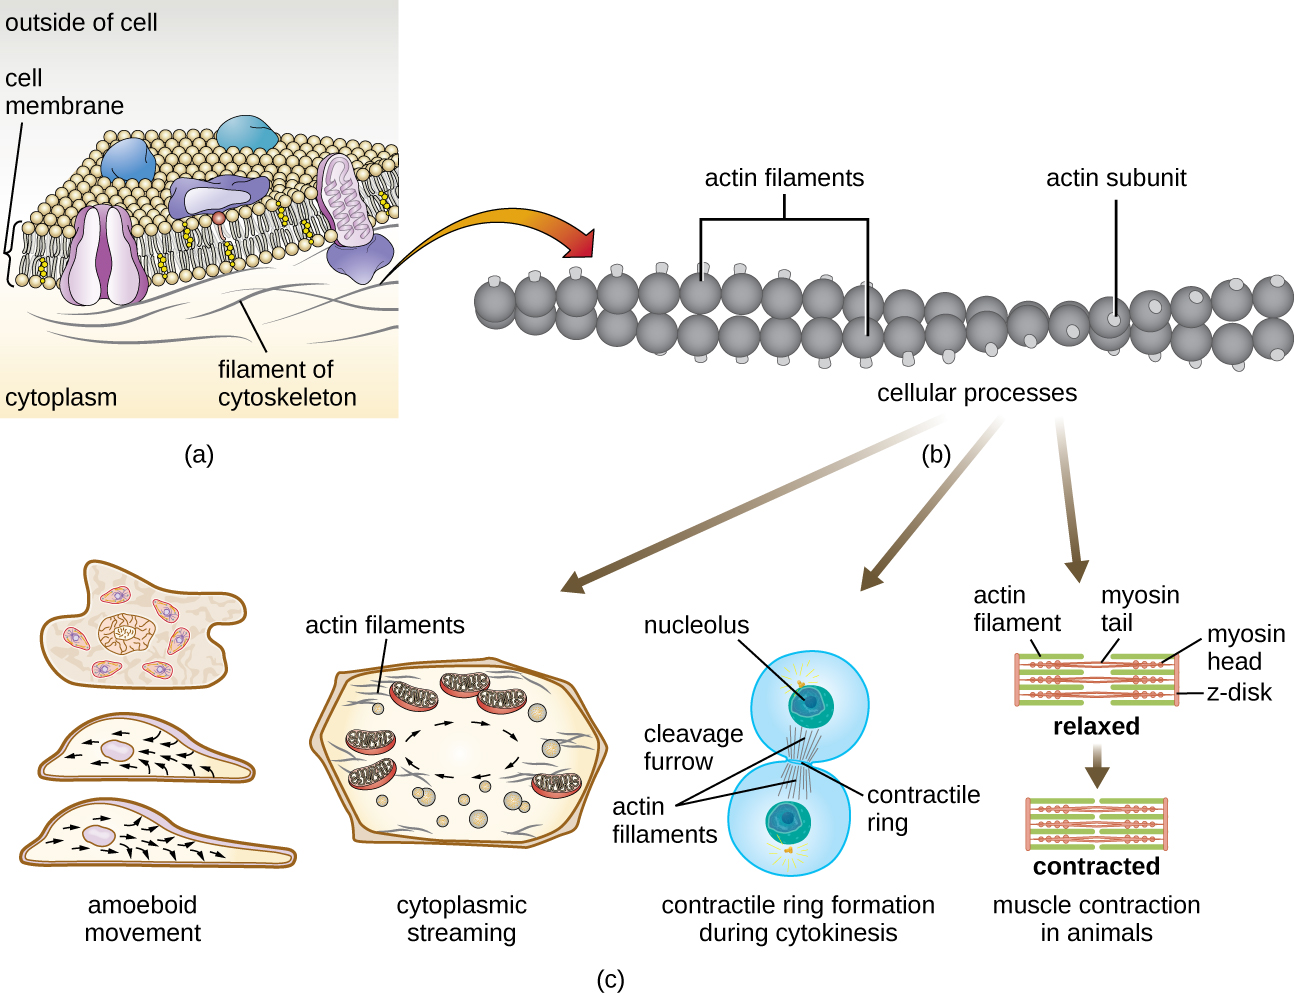 outside of cell
cell
membrane
filament of
cytoskeleton
cytoplasm
(a)
actin filaments
actin subunit
cellular processes
(b)
actin filaments
nucleolus
cleavage
furrow
actin
fillaments
contractile
ring
actin
filament
myosin
tail
myosin
head
z-disk
relaxed
contracted
amoeboid
movement
cytoplasmic
streaming
contractile ring formation
during cytokinesis
muscle contraction
in animals
(c)